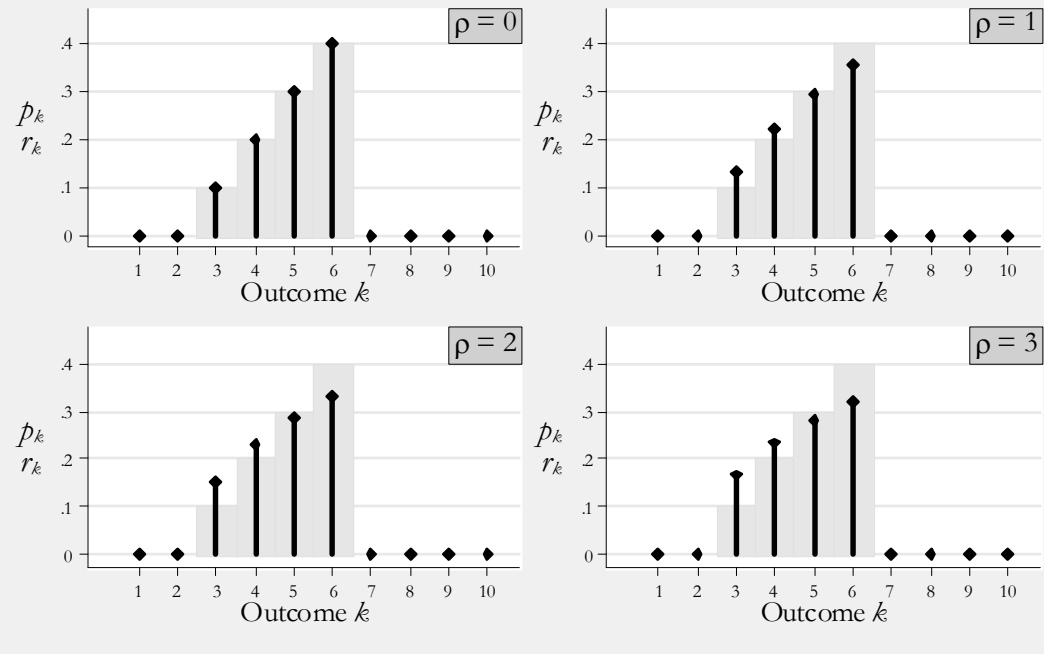 ρ = 0
.4
.3
.2
.1
0
p_k
r_k
1 2 3 4 5 6 7 8 9 10
Outcome k
ρ = 1
.4
.3
.2
.1
0
p_k
r_k
1 2 3 4 5 6 7 8 9 10
Outcome k
ρ = 2
.4
.3
.2
.1
0
p_k
r_k
1 2 3 4 5 6 7 8 9 10
Outcome k
ρ = 3
.4
.3
.2
.1
0
p_k
r_k
1 2 3 4 5 6 7 8 9 10
Outcome k